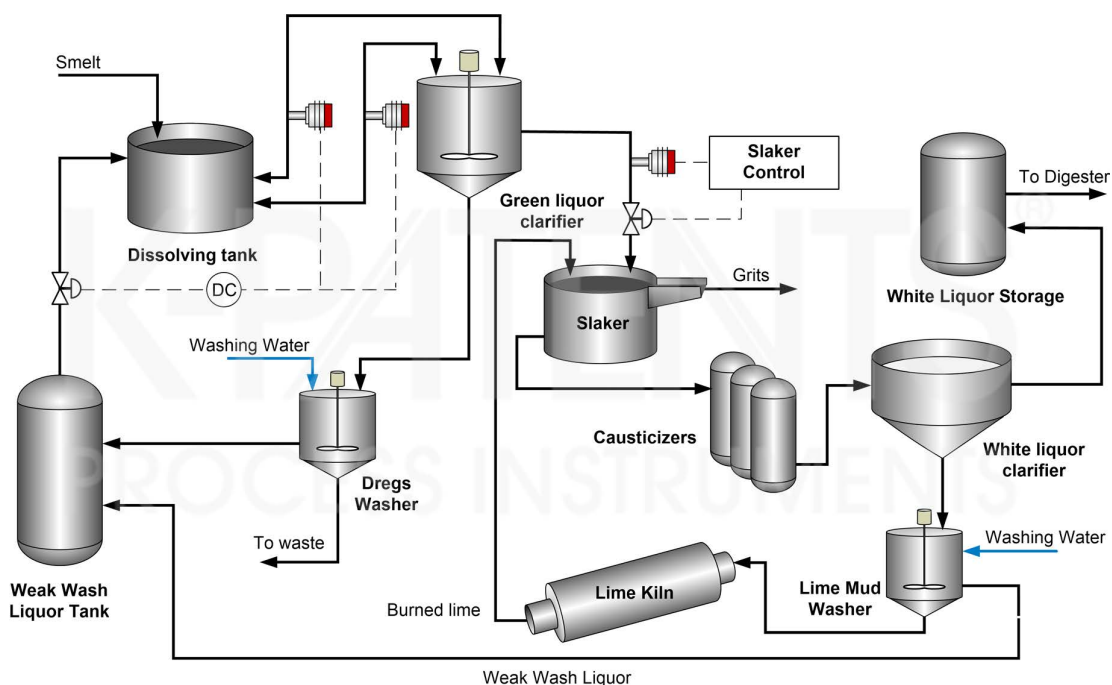 Smelt
Dissolving tank
Green liquor
clarifier
Slaker
Control
To Digester
White Liquor Storage
DC
Grits
Slaker
Washing Water
Causticizers
White liquor
clarifier
Dregs
Washer
To waste
Weak Wash
Liquor Tank
Washing Water
Lime Kiln
Lime Mud
Washer
Burned lime
Weak Wash Liquor
K-PATENTS®
PROCESS INSTRUMENTS